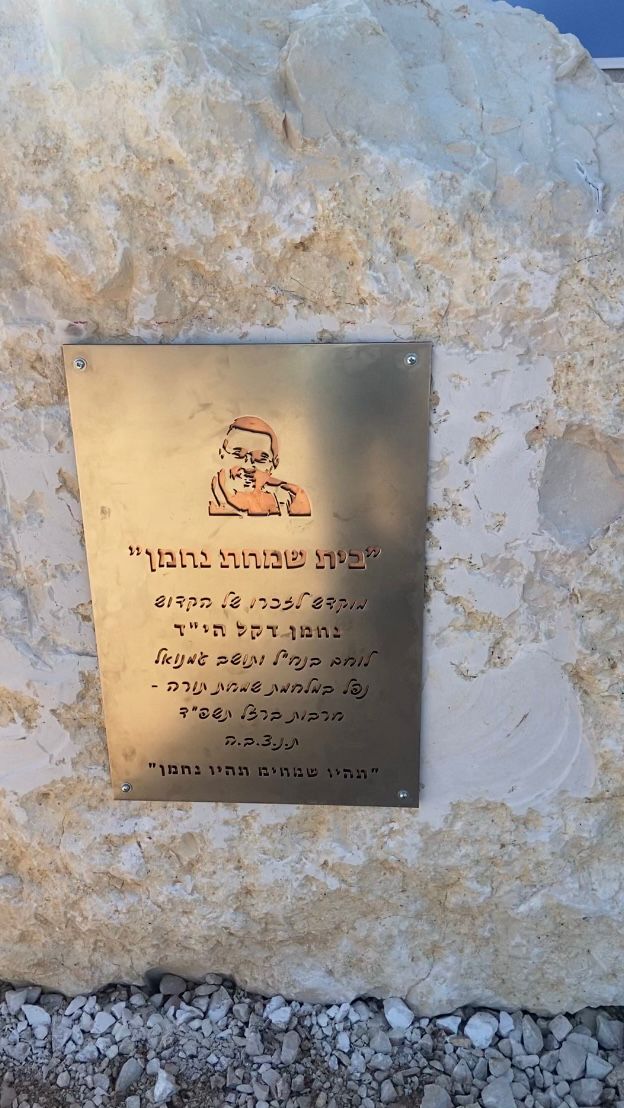 "בית שמחת נחמן"
מוקדש לזכרו של הקדוש
נחמן דקל הי"ד
לוחם בנח"ל ותושב עמנואל
נפל במלחמת שמחת תורה -
חרבות ברזל תשפ"ד
ת.נ.צ.ב.ה
"תהיו שמחים תהיו נחמן"